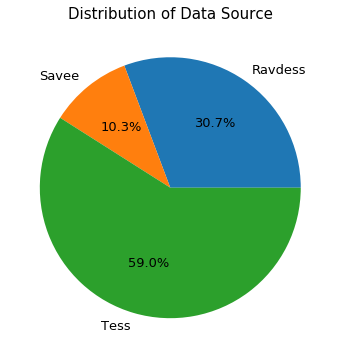 Distribution of Data Source
Ravdess
Savee
30.7%
10.3%
59.0%
Tess